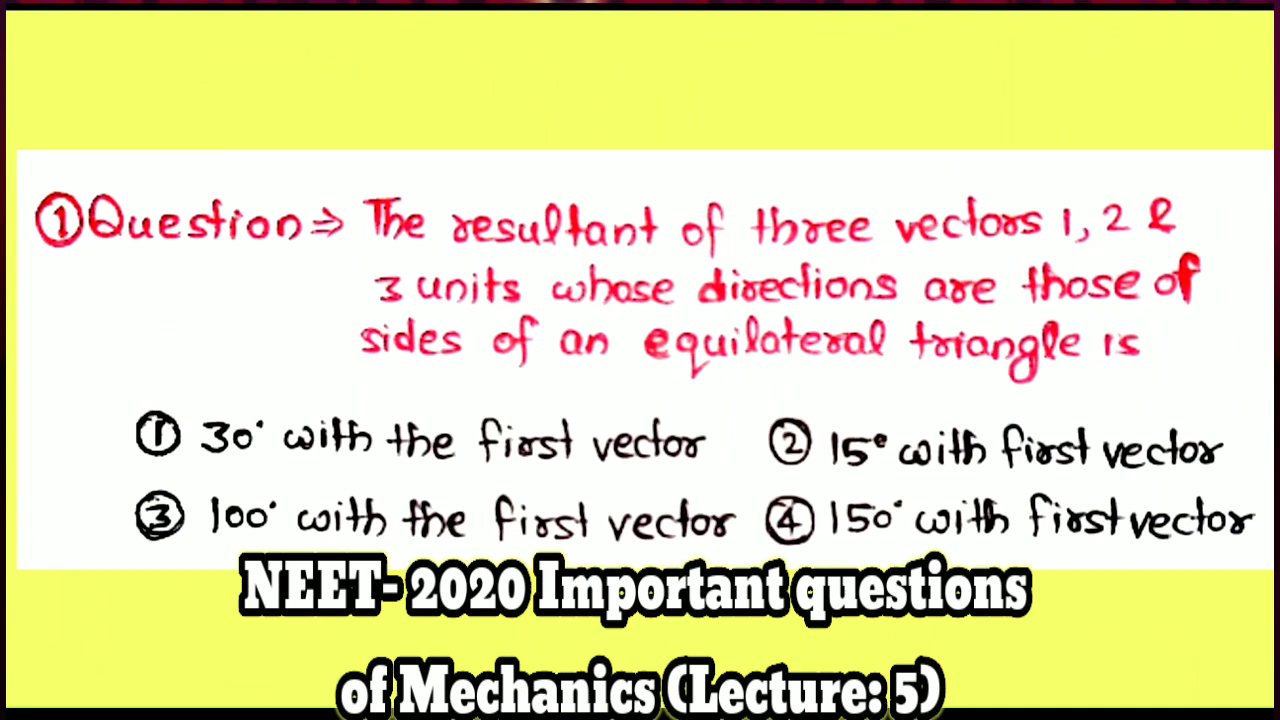 ① Question ⇒ The resultant of three vectors 1, 2 &
3 units whose directions are those of
sides of an equilateral triangle is
① 30° with the first vector ② 15° with first vector
③ 100° with the first vector ④ 150° with first vector
NEET- 2020 Important questions
of Mechanics (Lecture: 5)